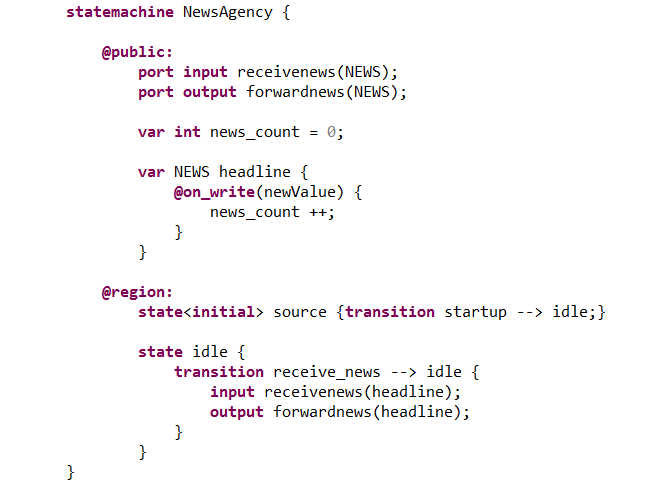 statemachine NewsAgency {
@public:
port input receivenews(NEWS);
port output forwardnews(NEWS);
var int news_count = 0;
var NEWS headline {
@on_write(newValue) {
news_count ++;
}
}
@region:
state<initial> source {transition startup --> idle;}
state idle {
transition receive_news --> idle {
input receivenews(headline);
output forwardnews(headline);
}
}
}